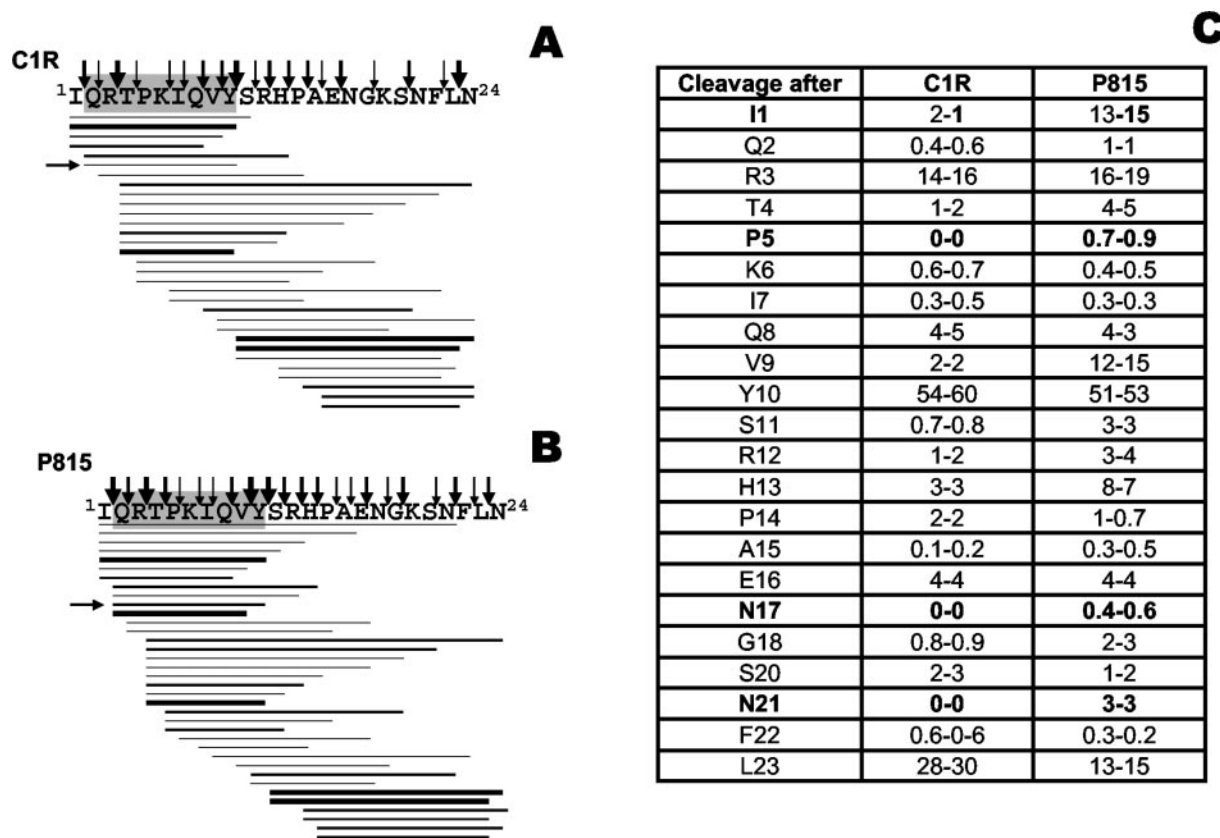 A
C1R
1IQRTPKIQVYSRHPAENGKSNFLN24
B
P815
1IQRTPKIQVYSRHPAENGKSNFLN24
C
Cleavage after C1R P815
I1 2-1 13-15
Q2 0.4-0.6 1-1
R3 14-16 16-19
T4 1-2 4-5
P5 0-0 0.7-0.9
K6 0.6-0.7 0.4-0.5
I7 0.3-0.5 0.3-0.3
Q8 4-5 4-3
V9 2-2 12-15
Y10 54-60 51-53
S11 0.7-0.8 3-3
R12 1-2 3-4
H13 3-3 8-7
P14 2-2 1-0.7
A15 0.1-0.2 0.3-0.5
E16 4-4 4-4
N17 0-0 0.4-0.6
G18 0.8-0.9 2-3
S20 2-3 1-2
N21 0-0 3-3
F22 0.6-0-6 0.3-0.2
L23 28-30 13-15